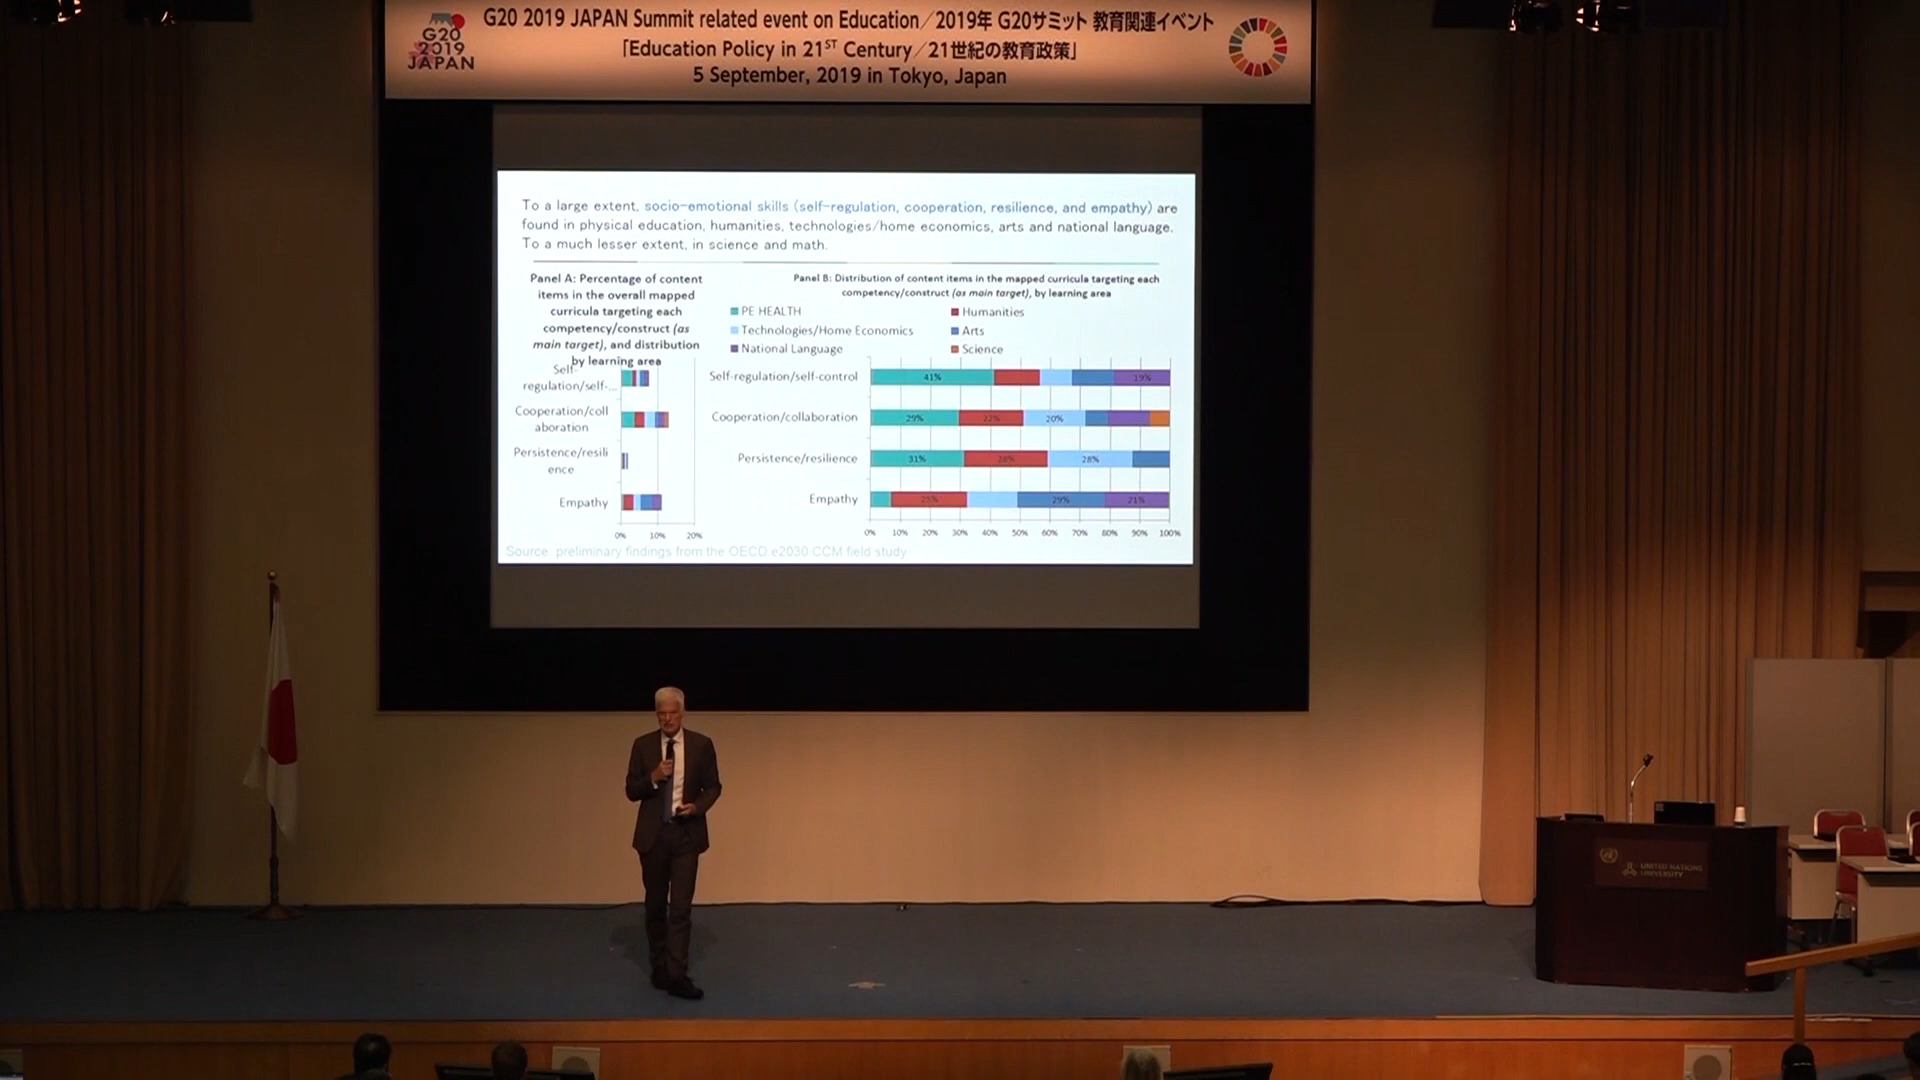 G20 2019 JAPAN Summit related event on Education／2019年 G20サミット 教育関連イベント
「Education Policy in 21ST Century／21世紀の教育政策」
5 September, 2019 in Tokyo, Japan
G20
2019
JAPAN
To a large extent, socio-emotional skills (self-regulation, cooperation, resilience, and empathy) are
found in physical education, humanities, technologies/home economics, arts and national language.
To a much lesser extent, in science and math.
Panel A: Percentage of content
items in the overall mapped
curricula targeting each
competency/construct (as
main target), and distribution
by learning area
Self-
regulation/self-...
Cooperation/coll
aboration
Persistence/resili
ence
Empathy
0% 10% 20%
Panel B: Distribution of content items in the mapped curricula targeting each
competency/construct (as main target), by learning area
PE HEALTH Humanities
Technologies/Home Economics Arts
National Language Science
Self-regulation/self-control 41% 19%
Cooperation/collaboration 29% 22% 20%
Persistence/resilience 31% 28% 28%
Empathy 25% 29% 21%
0% 10% 20% 30% 40% 50% 60% 70% 80% 90% 100%
Source: preliminary findings from the OECD e2030 CCM field study
UNITED NATIONS
UNIVERSITY